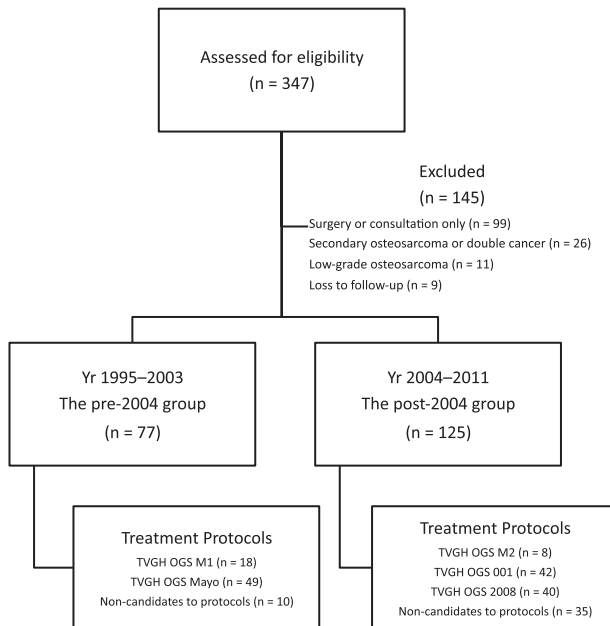 Assessed for eligibility
(n = 347)
Excluded
(n = 145)
Surgery or consultation only (n = 99)
Secondary osteosarcoma or double cancer (n = 26)
Low-grade osteosarcoma (n = 11)
Loss to follow-up (n = 9)
Yr 1995–2003
The pre-2004 group
(n = 77)
Yr 2004–2011
The post-2004 group
(n = 125)
Treatment Protocols
TVGH OGS M1 (n = 18)
TVGH OGS Mayo (n = 49)
Non-candidates to protocols (n = 10)
Treatment Protocols
TVGH OGS M2 (n = 8)
TVGH OGS 001 (n = 42)
TVGH OGS 2008 (n = 40)
Non-candidates to protocols (n = 35)